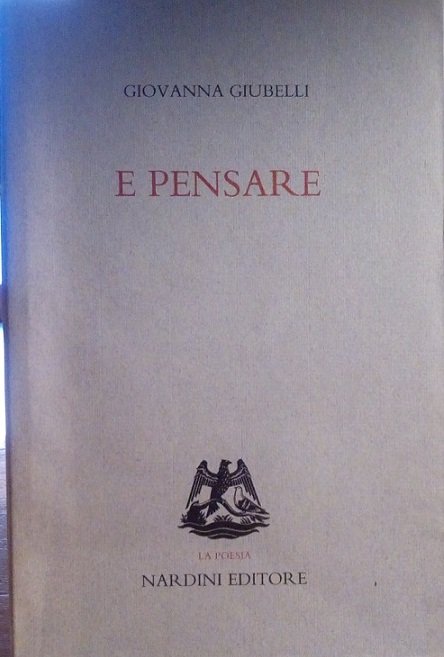 GIOVANNA GIUBELLI
E PENSARE
LA POESIA
NARDINI EDITORE